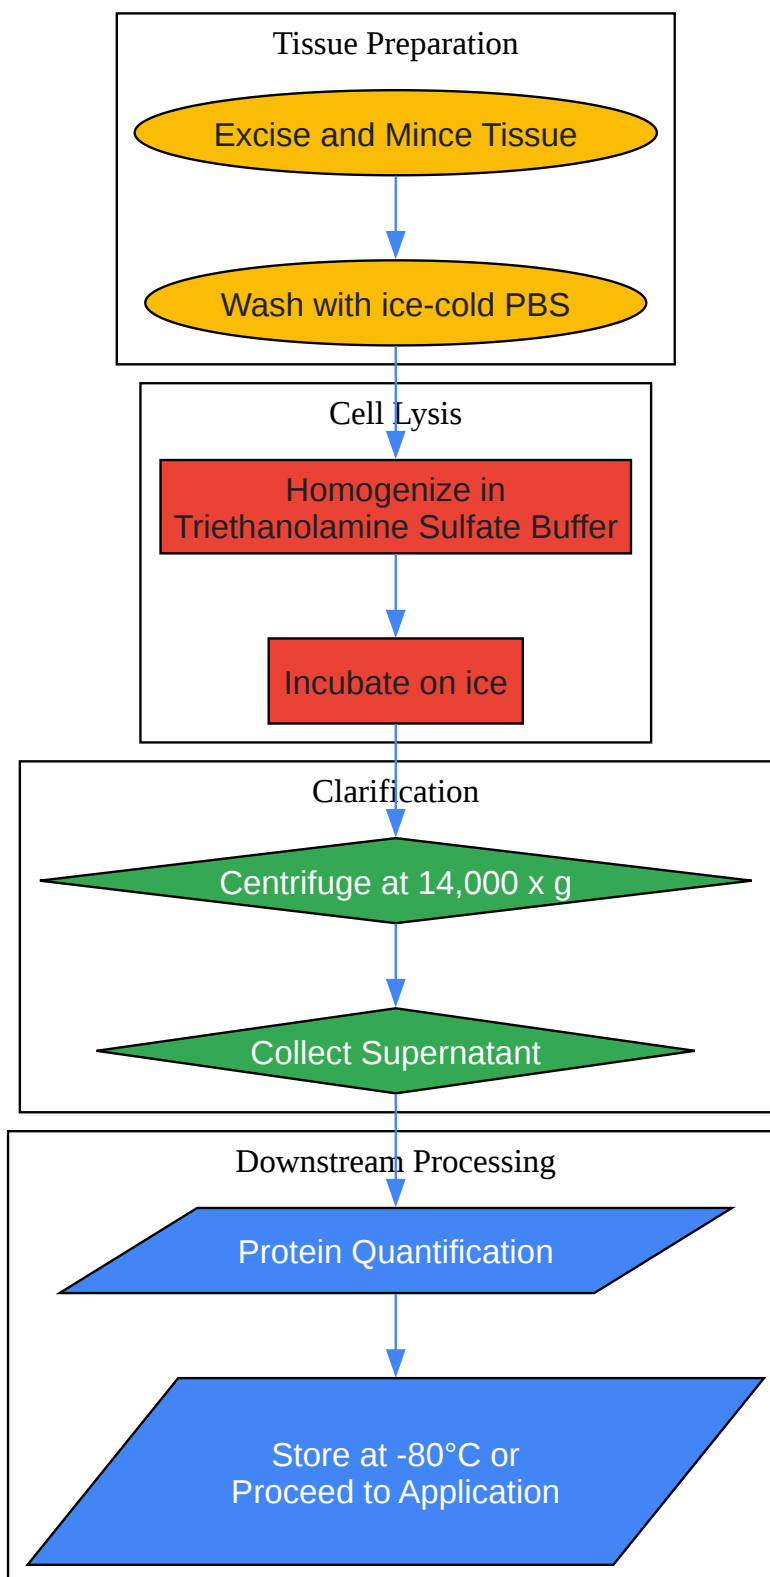 Tissue Preparation
Excise and Mince Tissue
Wash with ice-cold PBS
Cell Lysis
Homogenize in
Triethanolamine Sulfate Buffer
Incubate on ice
Clarification
Centrifuge at 14,000 x g
Collect Supernatant
Downstream Processing
Protein Quantification
Store at -80°C or
Proceed to Application